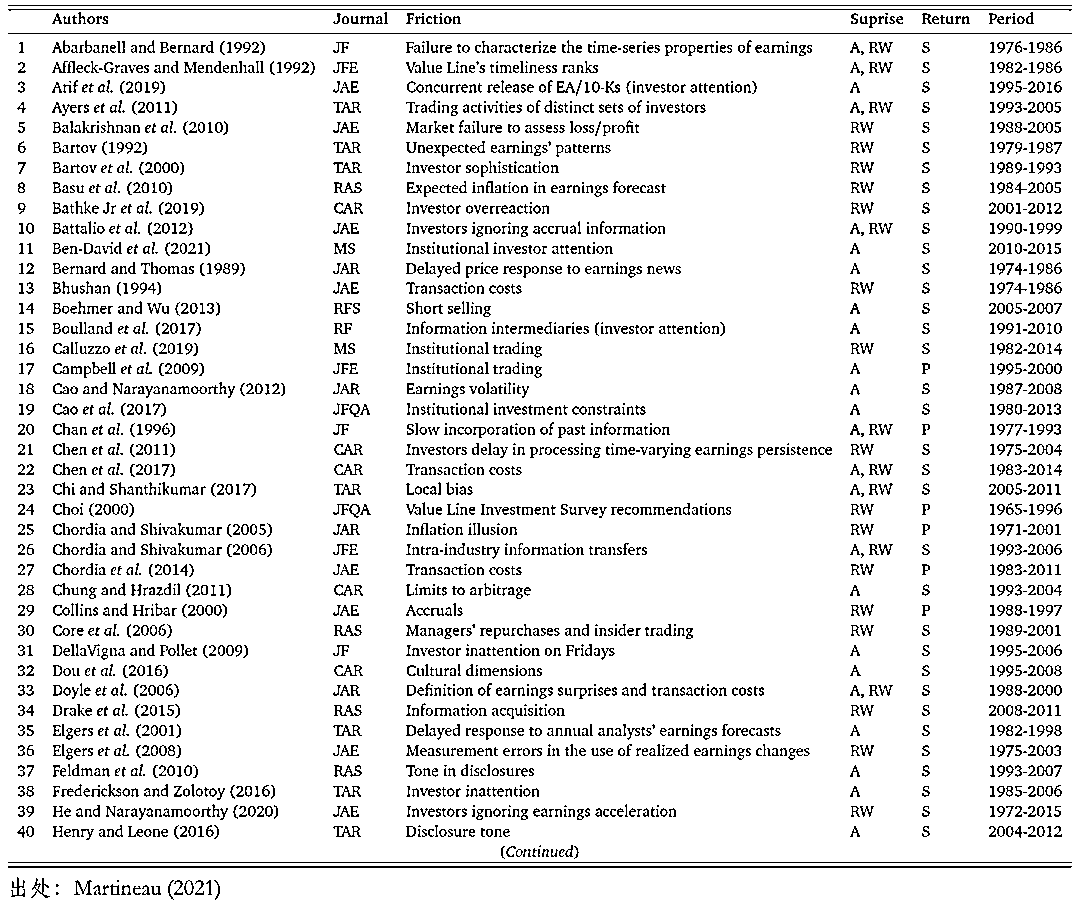 Authors Journal Friction Suprise Return Period
1 Abarbanell and Bernard (1992) JF Failure to characterize the time-series properties of earnings A, RW S 1976-1986
2 Affleck-Graves and Mendenhall (1992) JFE Value Line's timeliness ranks A, RW S 1982-1986
3 Arif et al. (2019) JAE Concurrent release of EA/10-Ks (investor attention) A S 1995-2016
4 Ayers et al. (2011) TAR Trading activities of distinct sets of investors A, RW S 1993-2005
5 Balakrishnan et al. (2010) JAE Market failure to assess loss/profit RW S 1988-2005
6 Bartov (1992) TAR Unexpected earnings' patterns RW S 1979-1987
7 Bartov et al. (2000) TAR Investor sophistication RW S 1989-1993
8 Basu et al. (2010) RAS Expected inflation in earnings forecast RW S 1984-2005
9 Bathke Jr et al. (2019) CAR Investor overreaction RW S 2001-2012
10 Battalio et al. (2012) JAE Investors ignoring accrual information A, RW S 1990-1999
11 Ben-David et al. (2021) MS Institutional investor attention A S 2010-2015
12 Bernard and Thomas (1989) JAR Delayed price response to earnings news A S 1974-1986
13 Bhushan (1994) JAE Transaction costs RW S 1974-1986
14 Boehmer and Wu (2013) RFS Short selling A S 2005-2007
15 Boulland et al. (2017) RF Information intermediaries (investor attention) A S 1991-2010
16 Calluzzo et al. (2019) MS Institutional trading RW S 1982-2014
17 Campbell et al. (2009) JFE Institutional trading A P 1995-2000
18 Cao and Narayanamoorthy (2012) JAR Earnings volatility A S 1987-2008
19 Cao et al. (2017) JFQA Institutional investment constraints A S 1980-2013
20 Chan et al. (1996) JF Slow incorporation of past information A, RW P 1977-1993
21 Chen et al. (2011) CAR Investors delay in processing time-varying earnings persistence RW S 1975-2004
22 Chen et al. (2017) CAR Transaction costs A, RW S 1983-2014
23 Chi and Shanthikumar (2017) TAR Local bias A, RW S 2005-2011
24 Choi (2000) JFQA Value Line Investment Survey recommendations RW P 1965-1996
25 Chordia and Shivakumar (2005) JAR Inflation illusion RW P 1971-2001
26 Chordia and Shivakumar (2006) JFE Intra-industry information transfers A, RW S 1993-2006
27 Chordia et al. (2014) JAE Transaction costs RW P 1983-2011
28 Chung and Hrazdil (2011) CAR Limits to arbitrage A S 1993-2004
29 Collins and Hribar (2000) JAE Accruals RW P 1988-1997
30 Core et al. (2006) RAS Managers' repurchases and insider trading RW S 1989-2001
31 DellaVigna and Pollet (2009) JF Investor inattention on Fridays A S 1995-2006
32 Dou et al. (2016) CAR Cultural dimensions A S 1995-2008
33 Doyle et al. (2006) JAR Definition of earnings surprises and transaction costs A, RW S 1988-2000
34 Drake et al. (2015) RAS Information acquisition RW S 2008-2011
35 Elgers et al. (2001) TAR Delayed response to annual analysts' earnings forecasts A S 1982-1998
36 Elgers et al. (2008) JAE Measurement errors in the use of realized earnings changes RW S 1975-2003
37 Feldman et al. (2010) RAS Tone in disclosures A S 1993-2007
38 Frederickson and Zolotoy (2016) TAR Investor inattention A S 1985-2006
39 He and Narayanamoorthy (2020) JAE Investors ignoring earnings acceleration RW S 1972-2015
40 Henry and Leone (2016) TAR Disclosure tone A S 2004-2012
(Continued)
出处：Martineau (2021)